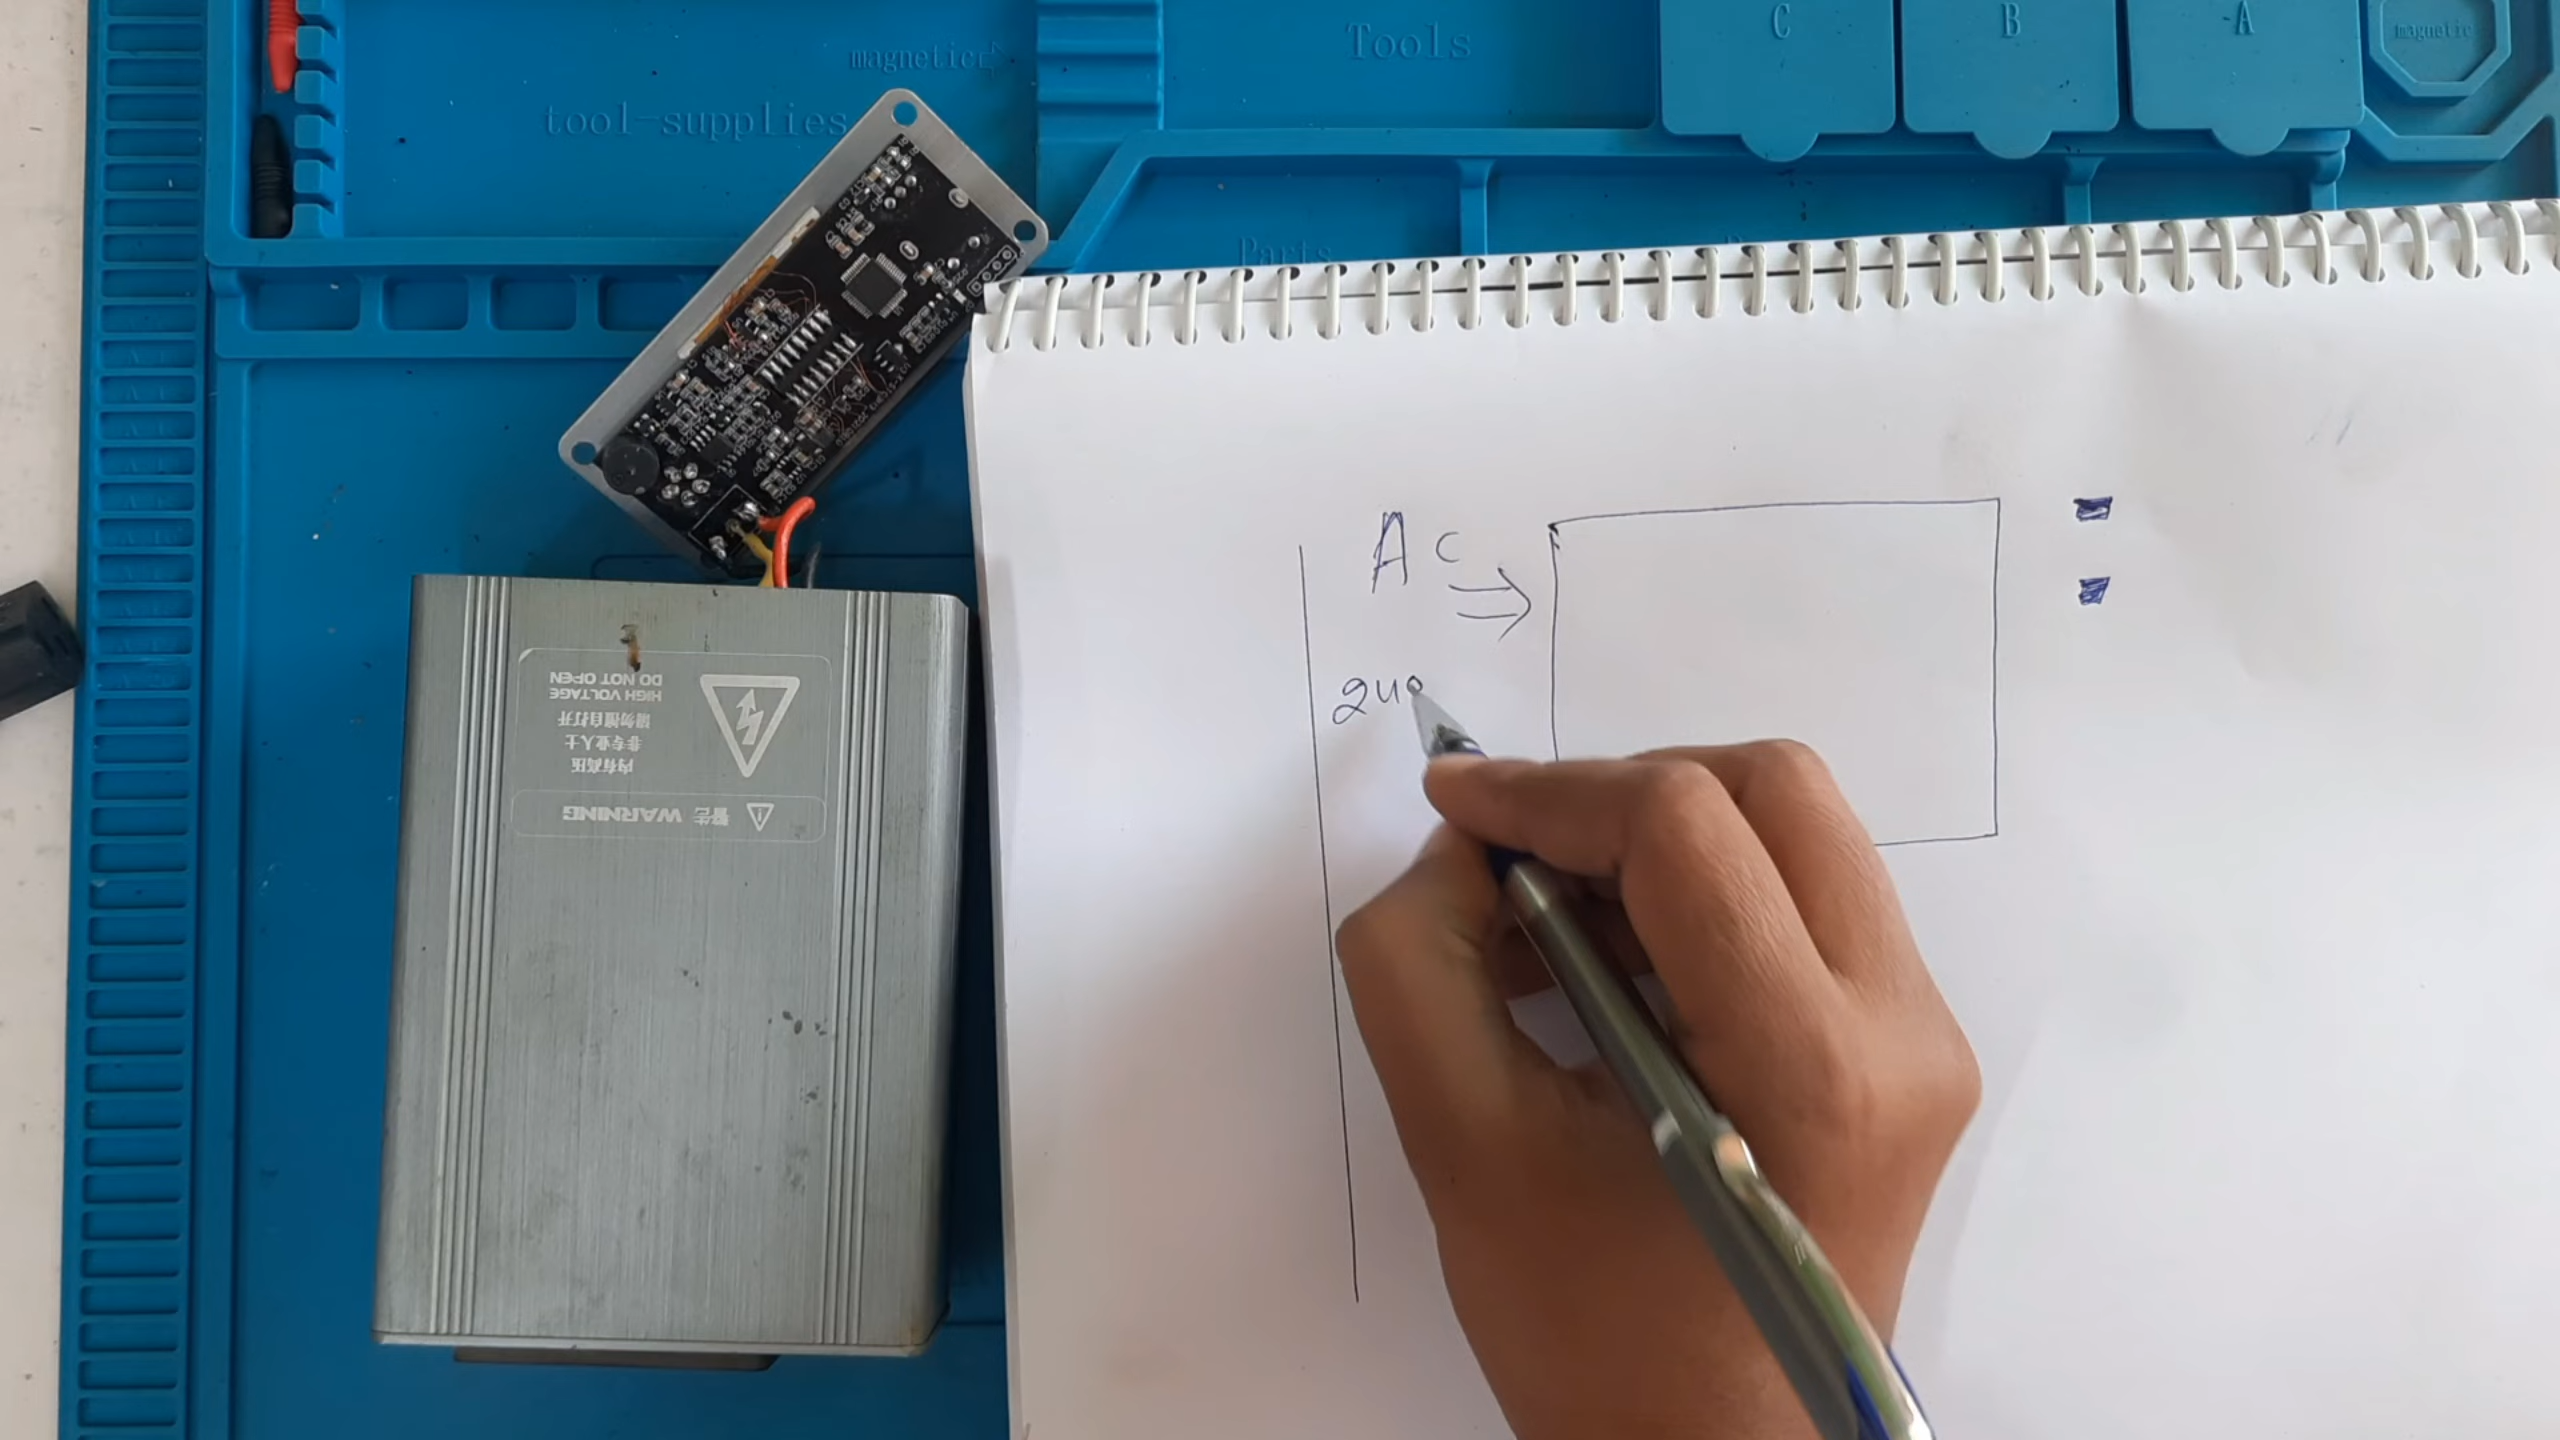 magnetic
Tools
C
B
A
magnetic
tool-supplies
Parts
AC
240
HIGH VOLTAGE
DO NOT OPEN
非专业人士
请勿擅自打开
内有高压
警告 WARNING